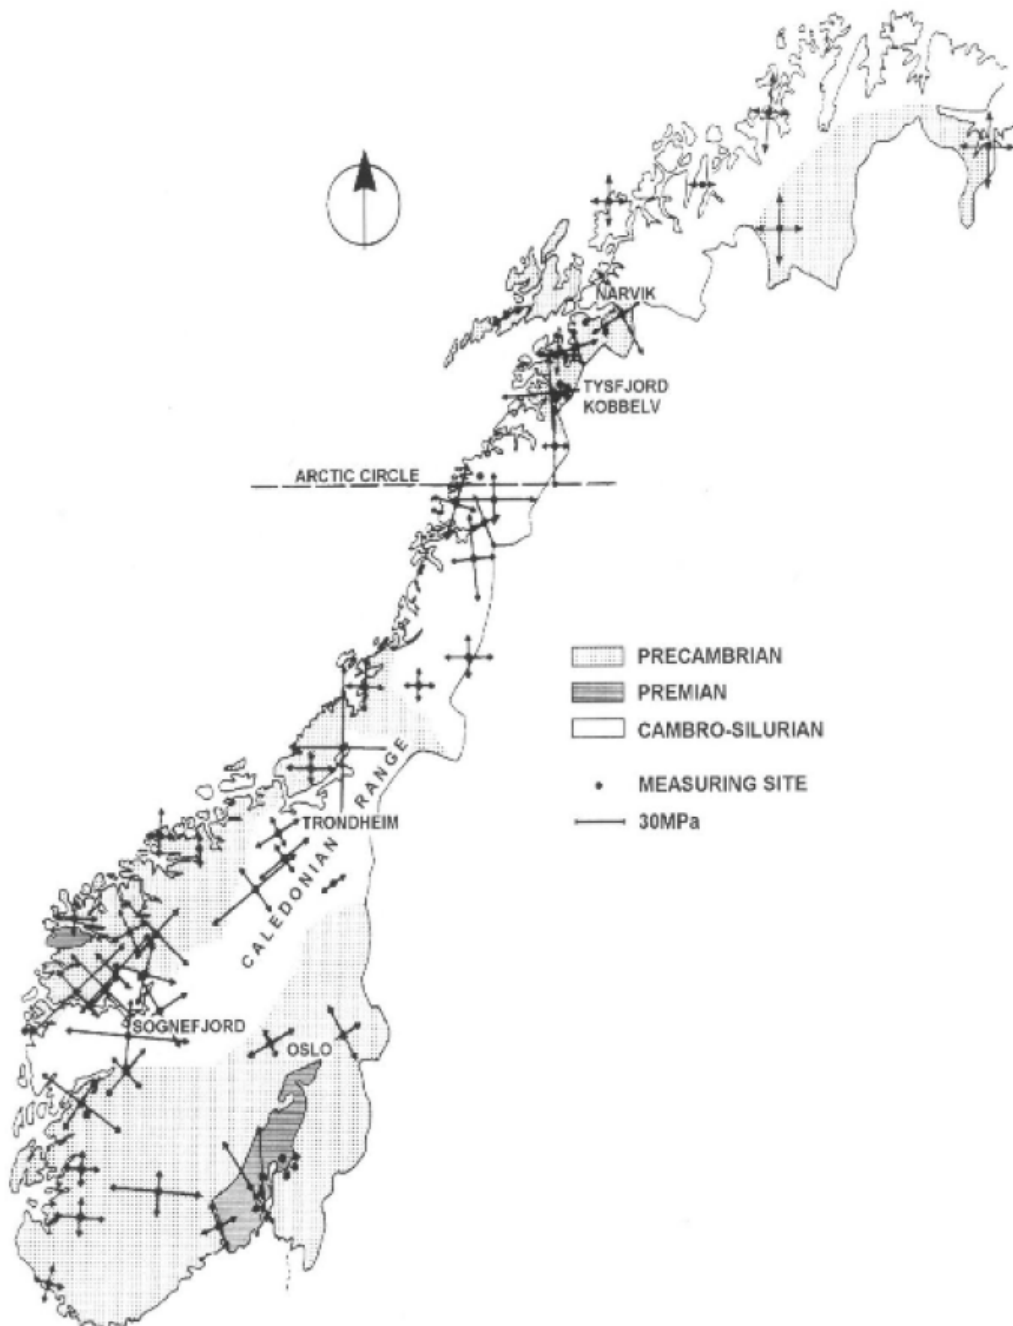 NARVIK
TYSFJORD
KOBBELV
ARCTIC CIRCLE
PRECAMBRIAN
PREMIAN
CAMBRO-SILURIAN
MEASURING SITE
30MPa
TRONDHEIM
CALEDONIAN RANGE
SOGNEFJORD
OSLO